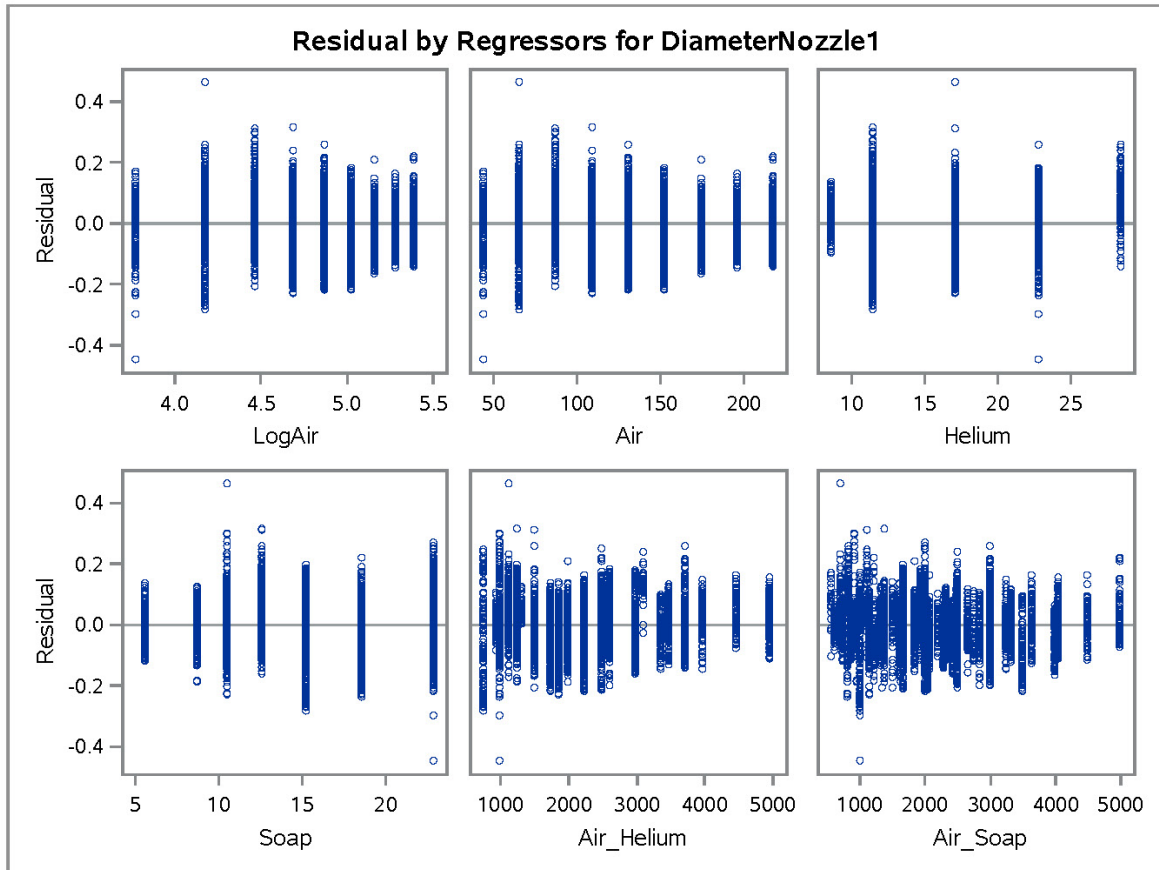 Residual by Regressors for DiameterNozzle1
Residual
0.4
0.2
0.0
-0.2
-0.4
4.0 4.5 5.0 5.5
LogAir
50 100 150 200
Air
10 15 20 25
Helium
Residual
0.4
0.2
0.0
-0.2
-0.4
5 10 15 20
Soap
1000 2000 3000 4000 5000
Air_Helium
1000 2000 3000 4000 5000
Air_Soap